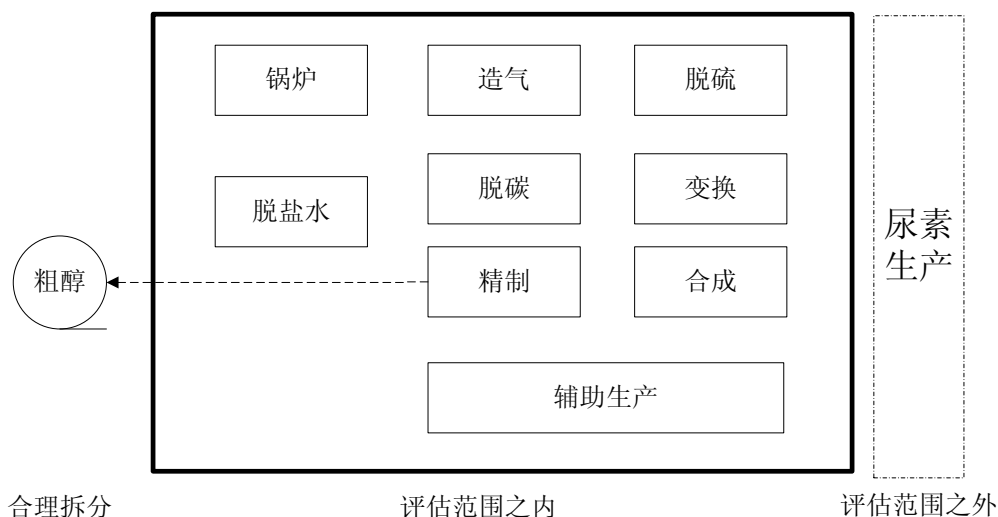 锅炉
造气
脱硫
脱盐水
脱碳
变换
粗醇
精制
合成
尿素
生产
辅助生产
合理拆分
评估范围之内
评估范围之外